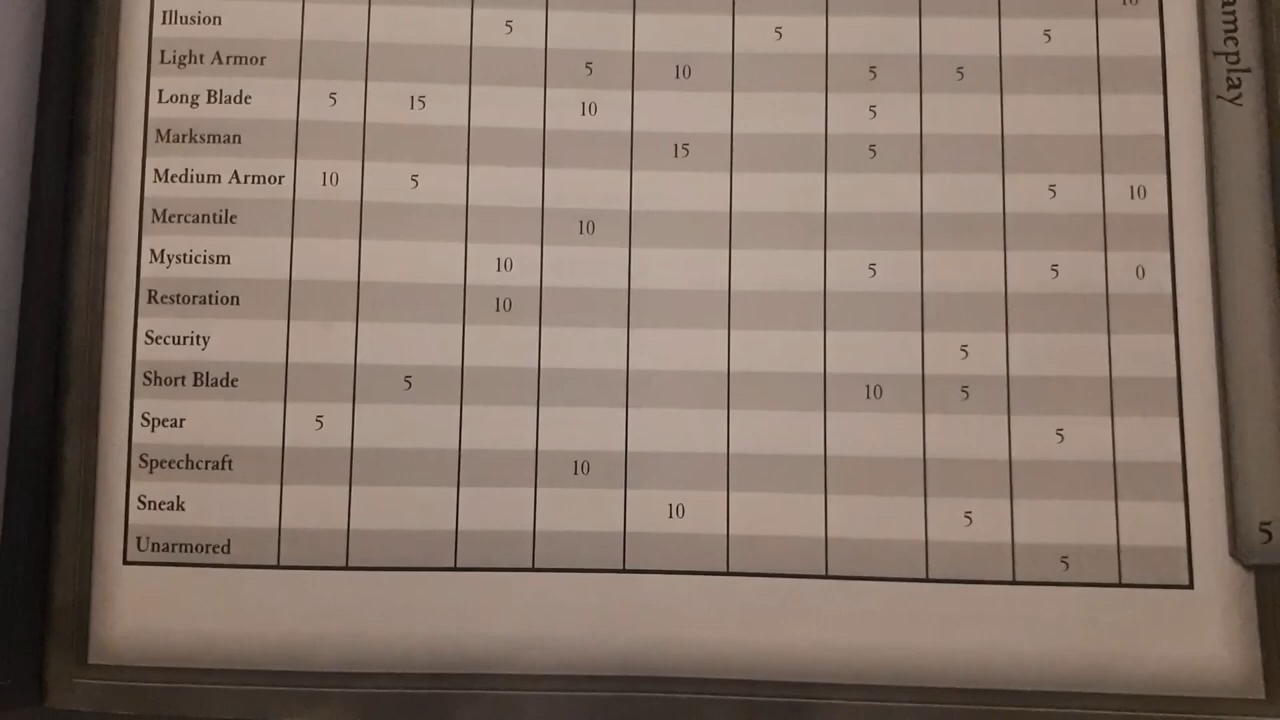 10
Illusion 5 5 5
Light Armor 5 10 5 5
Long Blade 5 15 10 5
Marksman 15 5
Medium Armor 10 5 5 10
Mercantile 10
Mysticism 10 5 5 0
Restoration 10
Security 5
Short Blade 5 10 5
Spear 5 5
Speechcraft 10
Sneak 10 5
Unarmored 5
ameplay
5